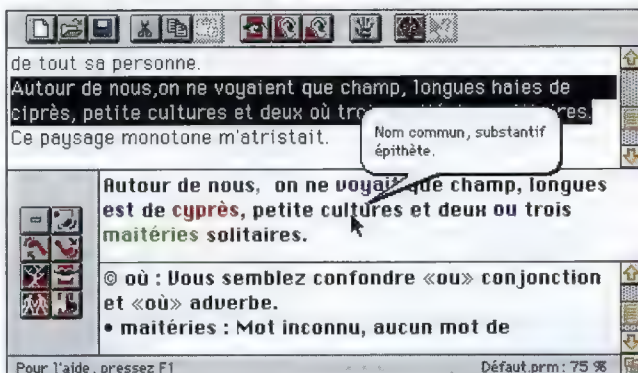 de tout sa personne.
Autour de nous,on ne voyaient que champ, longues haies de
ciprès, petite cultures et deux où
Ce paysage monotone m'atristait.
Nom commun, substantif
épithète.
Autour de nous, on ne voyait que champ, longues
est de cyprès, petite cultures et deux ou trois
maitéries solitaires.
© où : Vous semblez confondre «ou» conjonction
et «où» adverbe.
• maitéries : Mot inconnu, aucun mot de
Pour l'aide, pressez F1
Défaut.prm : 75 %